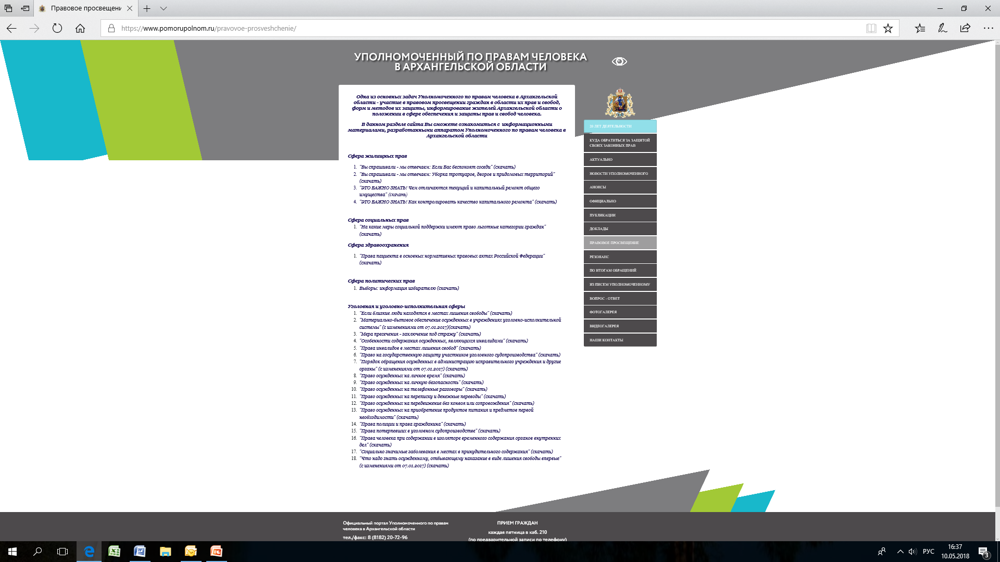 Правовое просвещени
https://www.pomorupolnom.ru/pravovoe-prosveshchenie/
УПОЛНОМОЧЕННЫЙ ПО ПРАВАМ ЧЕЛОВЕКА
В АРХАНГЕЛЬСКОЙ ОБЛАСТИ
Одна из основных задач Уполномоченного по правам человека в Архангельской
области - участие в правовом просвещении граждан в области их прав и свобод,
форм и методов их защиты, информирование жителей Архангельской области о
положении в сфере обеспечения и защиты прав и свобод человека.
В данном разделе сайта Вы сможете ознакомиться с информационными
материалами, разработанными аппаратом Уполномоченного по правам человека в
Архангельской области
Сфера жилищных прав
1. "Вы спрашивали - мы отвечаем: Если Вас беспокоят соседи" (скачать)
2. "Вы спрашивали - мы отвечаем: Уборка тротуаров, дворов и придомовых территорий"
(скачать)
3. "ЭТО ВАЖНО ЗНАТЬ! Чем отличаются текущий и капитальный ремонт общего
имущества" (скачать)
4. "ЭТО ВАЖНО ЗНАТЬ! Как контролировать качество капитального ремонта" (скачать)
Сфера социальных прав
1. "На какие меры социальной поддержки имеют право льготные категории граждан"
(скачать)
Сфера здравоохранения
1. "Права пациента в основных нормативных правовых актах Российской Федерации"
(скачать)
Сфера политических прав
1. Выборы: информация избирателю (скачать)
Уголовная и уголовно-исполнительная сферы
1. "Если близкие люди находятся в местах лишения свободы" (скачать)
2. "Материально-бытовое обеспечение осужденных в учреждениях уголовно-исполнительной
системы" (с изменениями от 07.01.2017)(скачать)
3. "Мера пресечения - заключение под стражу" (скачать)
4. "Особенности содержания осужденных, являющихся инвалидами" (скачать)
5. "Права инвалидов в местах лишения свобод" (скачать)
6. "Право на государственную защиту участников уголовного судопроизводства" (скачать)
7. "Порядок обращения осужденных в администрацию исправительного учреждения и другие
органы" (с изменениями от 07.01.2017) (скачать)
8. "Право осужденных на личное время" (скачать)
9. "Право осужденных на личную безопасность" (скачать)
10. "Право осужденных на телефонные разговоры" (скачать)
11. "Право осужденных на переписку и денежные переводы" (скачать)
12. "Право осужденных на передвижение без конвоя или сопровождения" (скачать)
13. "Право осужденных на приобретение продуктов питания и предметов первой
необходимости" (скачать)
14. "Права полиции и права гражданина" (скачать)
15. "Права потерпевших в уголовном судопроизводстве" (скачать)
16. "Права человека при содержании в изоляторе временного содержания органов внутренних
дел" (скачать)
17. "Социально значимые заболевания в местах в принудительного содержания" (скачать)
18. "Что надо знать осужденному, отбывающему наказание в виде лишения свободы впервые"
(с изменениями от 07.01.2017) (скачать)
20 ЛЕТ ДЕЯТЕЛЬНОСТИ
КУДА ОБРАТИТЬСЯ ЗА ЗАЩИТОЙ
СВОИХ ЗАКОННЫХ ПРАВ
АКТУАЛЬНО
НОВОСТИ УПОЛНОМОЧЕННОГО
АНОНСЫ
ОФИЦИАЛЬНО
ПУБЛИКАЦИИ
ДОКЛАДЫ
ПРАВОВОЕ ПРОСВЕЩЕНИЕ
РЕЗОНАНС
ПО ИТОГАМ ОБРАЩЕНИЙ
ИЗ ПИСЕМ УПОЛНОМОЧЕННОМУ
ВОПРОС - ОТВЕТ
ФОТОГАЛЕРЕЯ
ВИДЕОГАЛЕРЕЯ
НАШИ КОНТАКТЫ
Официальный портал Уполномоченного по правам
человека в Архангельской области
тел./факс: 8 (8182) 20-72-96
ПРИЕМ ГРАЖДАН
каждая пятница в каб. 210
(по предварительной записи по телефону)
РУС
16:37
10.05.2018
3